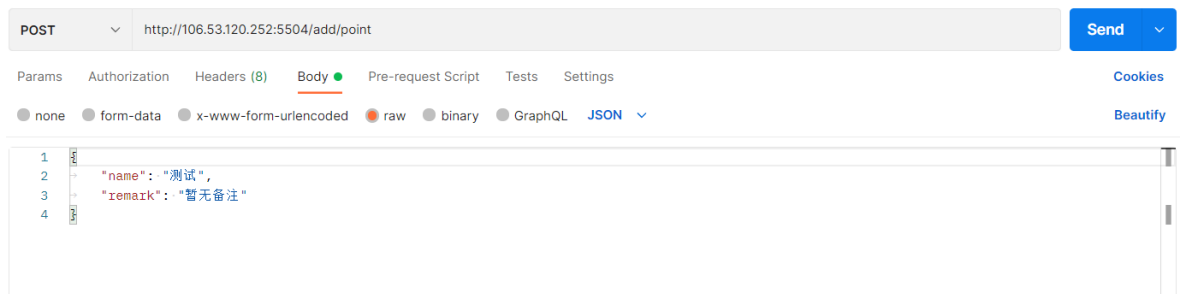 POST http://106.53.120.252:5504/add/point Send
Params Authorization Headers (8) Body Pre-request Script Tests Settings Cookies
none form-data x-www-form-urlencoded raw binary GraphQL JSON Beautify
1 {
2 "name": "测试",
3 "remark": "暂无备注"
4 }